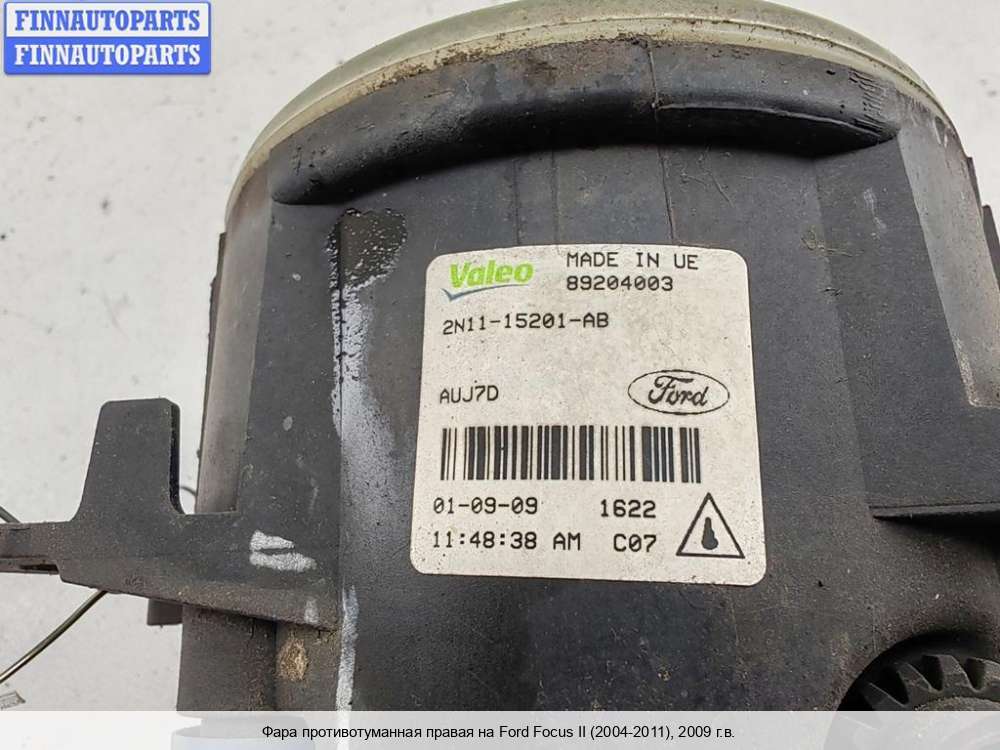 FINNAUTOPARTS
FINNAUTOPARTS
Valeo MADE IN UE
89204003
2N11-15201-AB
AUJ7D Ford
01-09-09 1622
11:48:38 AM C07
Фара противотуманная правая на Ford Focus II (2004-2011), 2009 г.в.